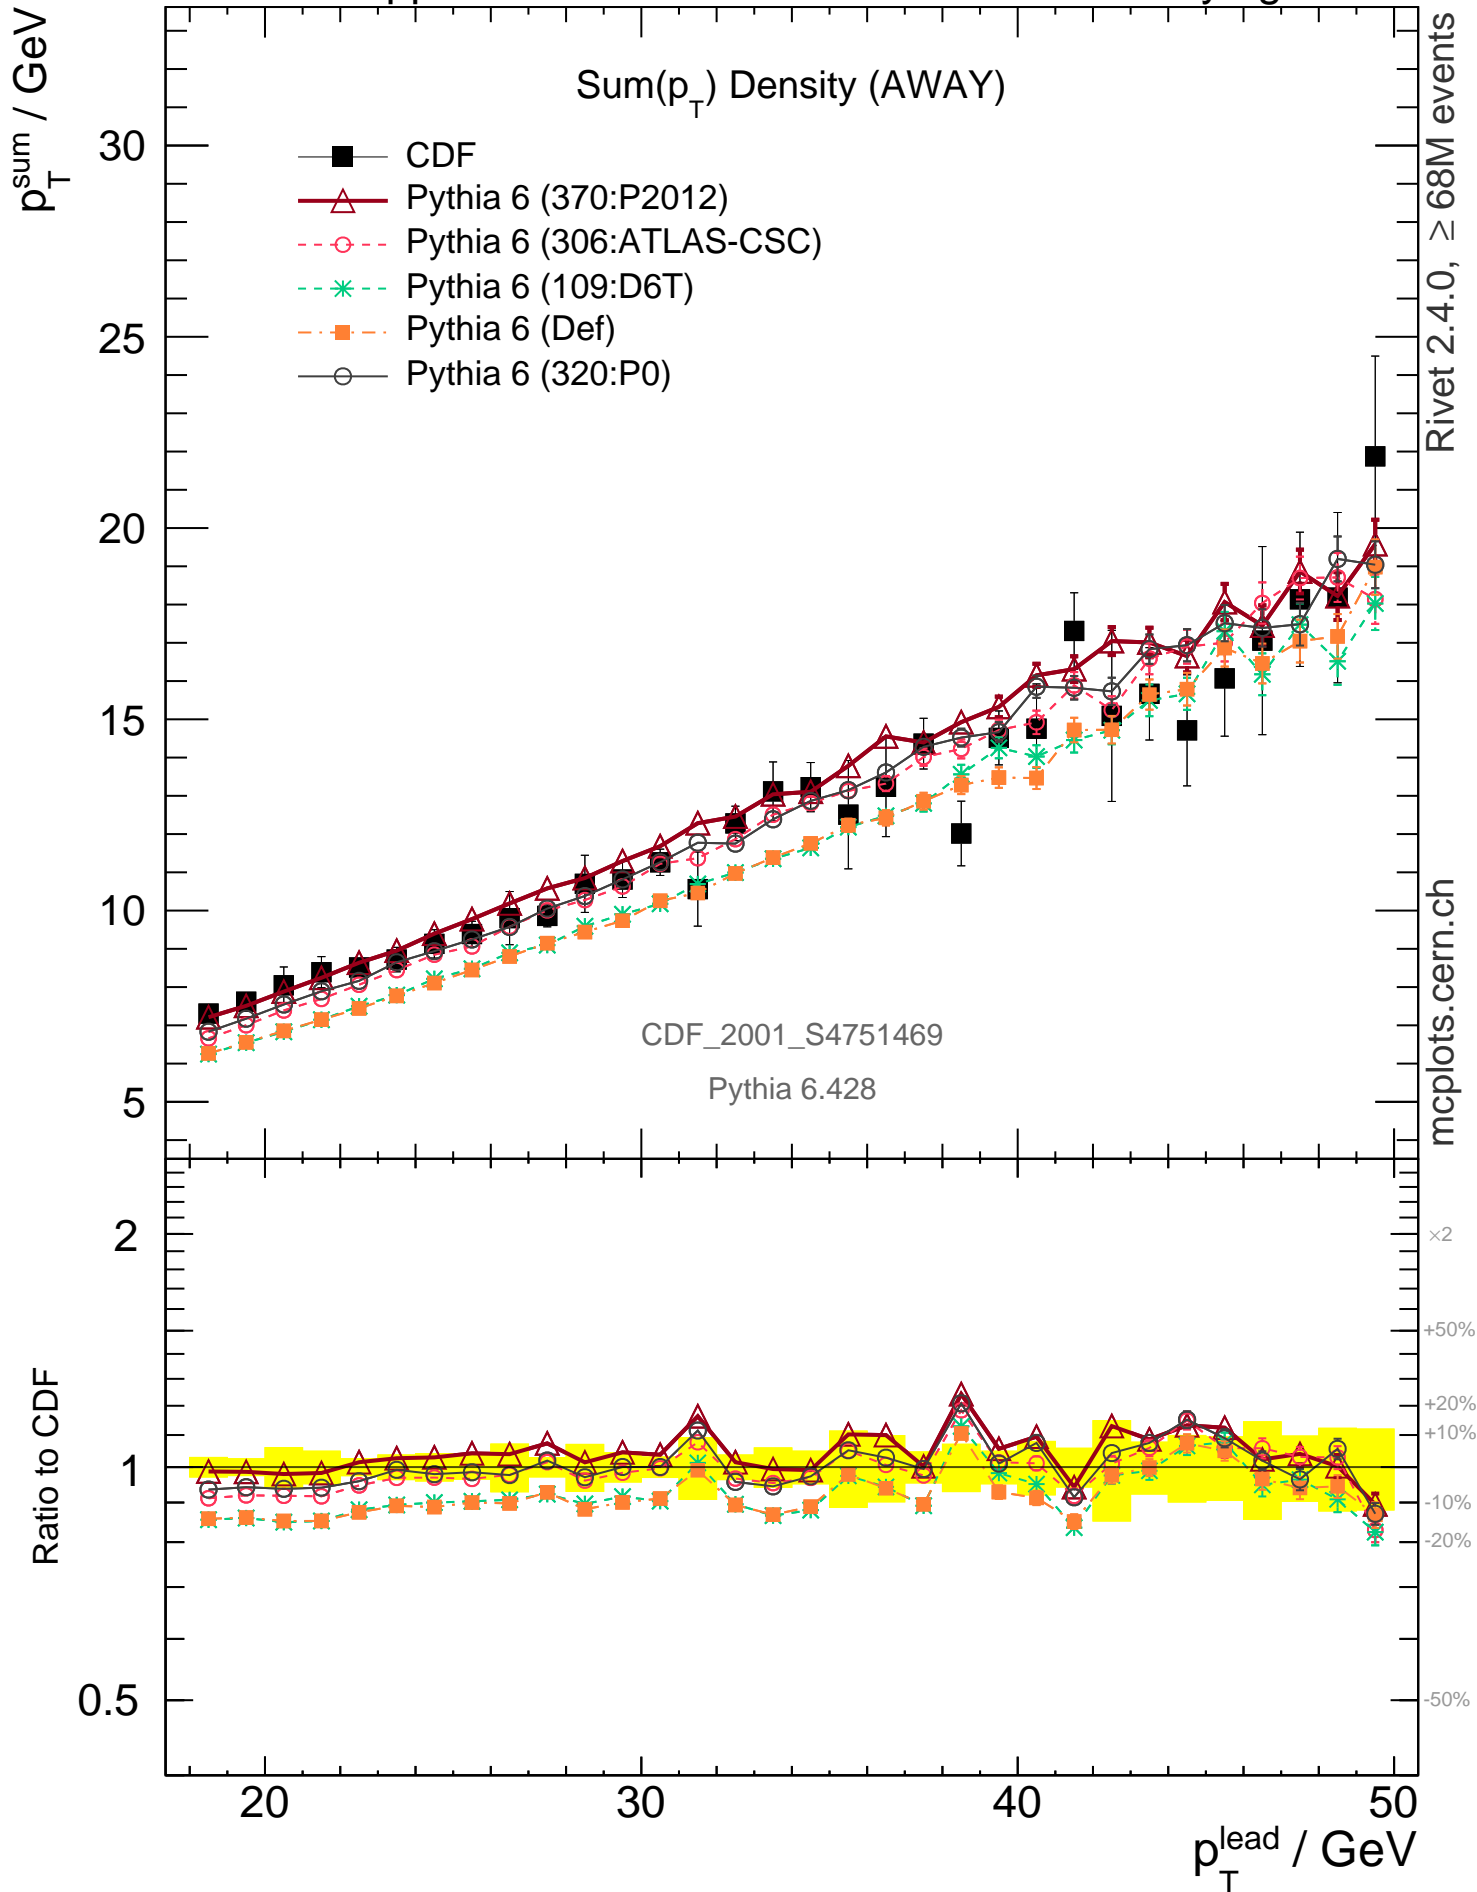 Sum(p_T) Density (AWAY)
p_T^sum / GeV
30
25
20
15
10
5
CDF
Pythia 6 (370:P2012)
Pythia 6 (306:ATLAS-CSC)
Pythia 6 (109:D6T)
Pythia 6 (Def)
Pythia 6 (320:P0)
CDF_2001_S4751469
Pythia 6.428
Rivet 2.4.0, ≥ 68M events
mcplots.cern.ch
Ratio to CDF
2
1
0.5
×2
+50%
+20%
+10%
-10%
-20%
-50%
20
30
40
50
p_T^lead / GeV